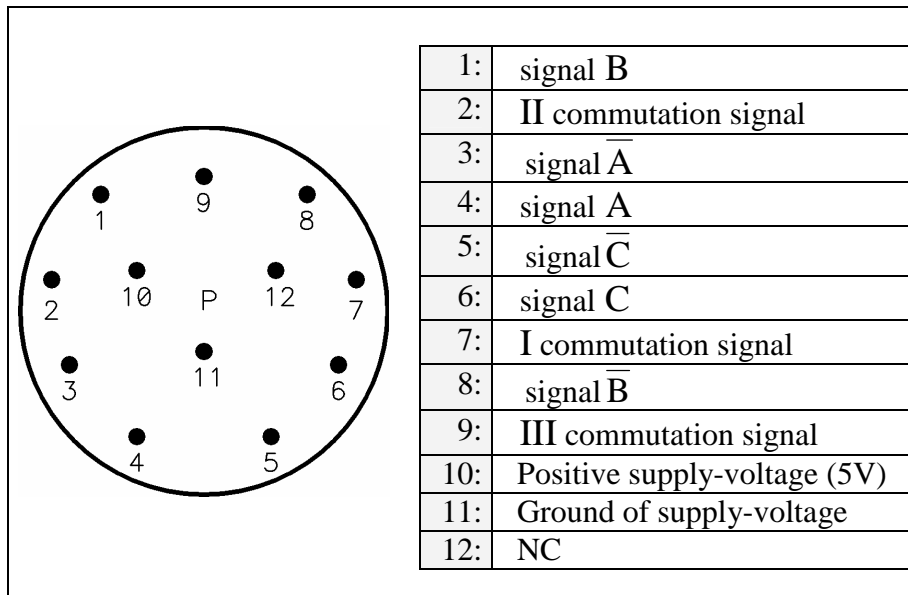 9
1
8
10
P
12
2
7
11
3
6
4
5
1: signal B
2: II commutation signal
3: signal A̅
4: signal A
5: signal C̅
6: signal C
7: I commutation signal
8: signal B̅
9: III commutation signal
10: Positive supply-voltage (5V)
11: Ground of supply-voltage
12: NC